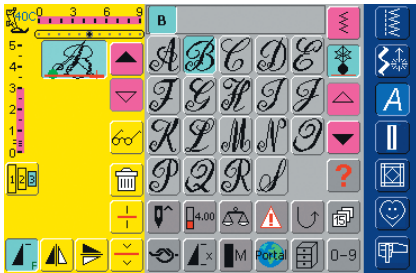 40C 0 3 6 9 B
5-
4-
3-
2-
1-
0-
B
A B C D E
F G H I J
K L M N O
P Q R S
A
?
123
4.00
F x M Portal 0-9